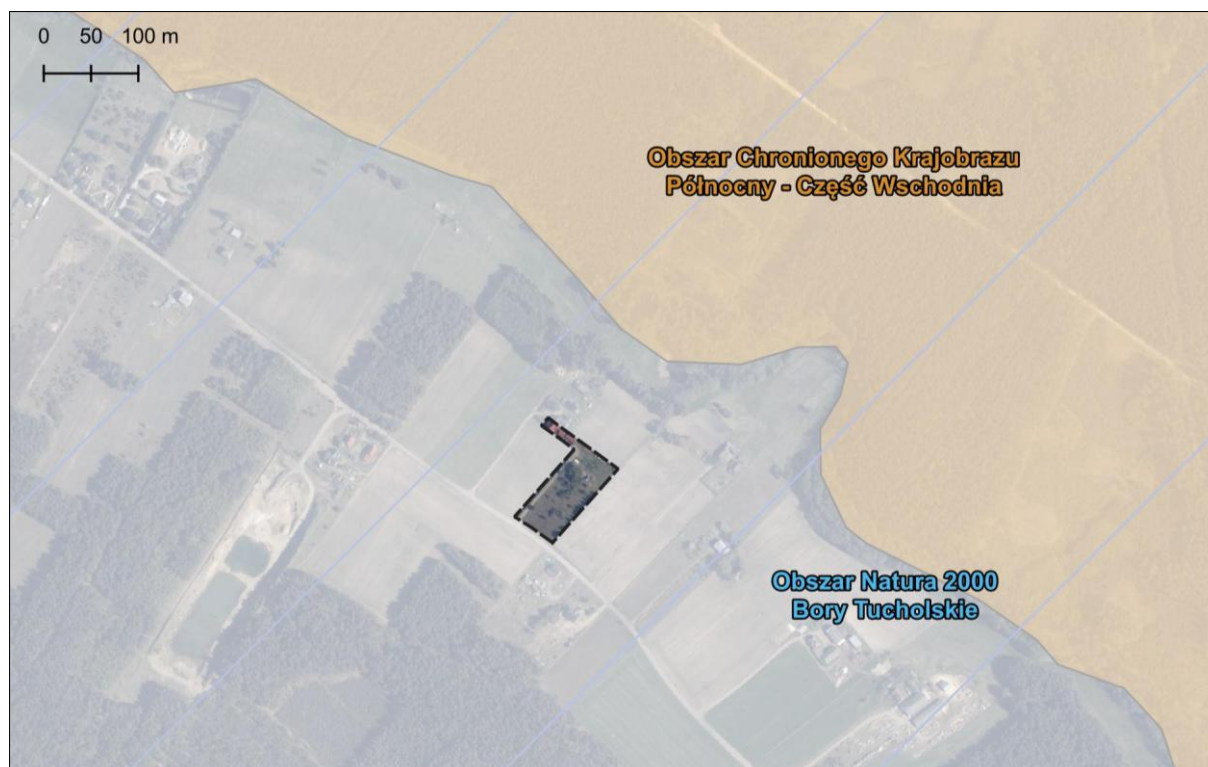 0 50 100 m
Obszar Chronionego Krajobrazu
Północny - Część Wschodnia
Obszar Natura 2000
Bory Tucholskie